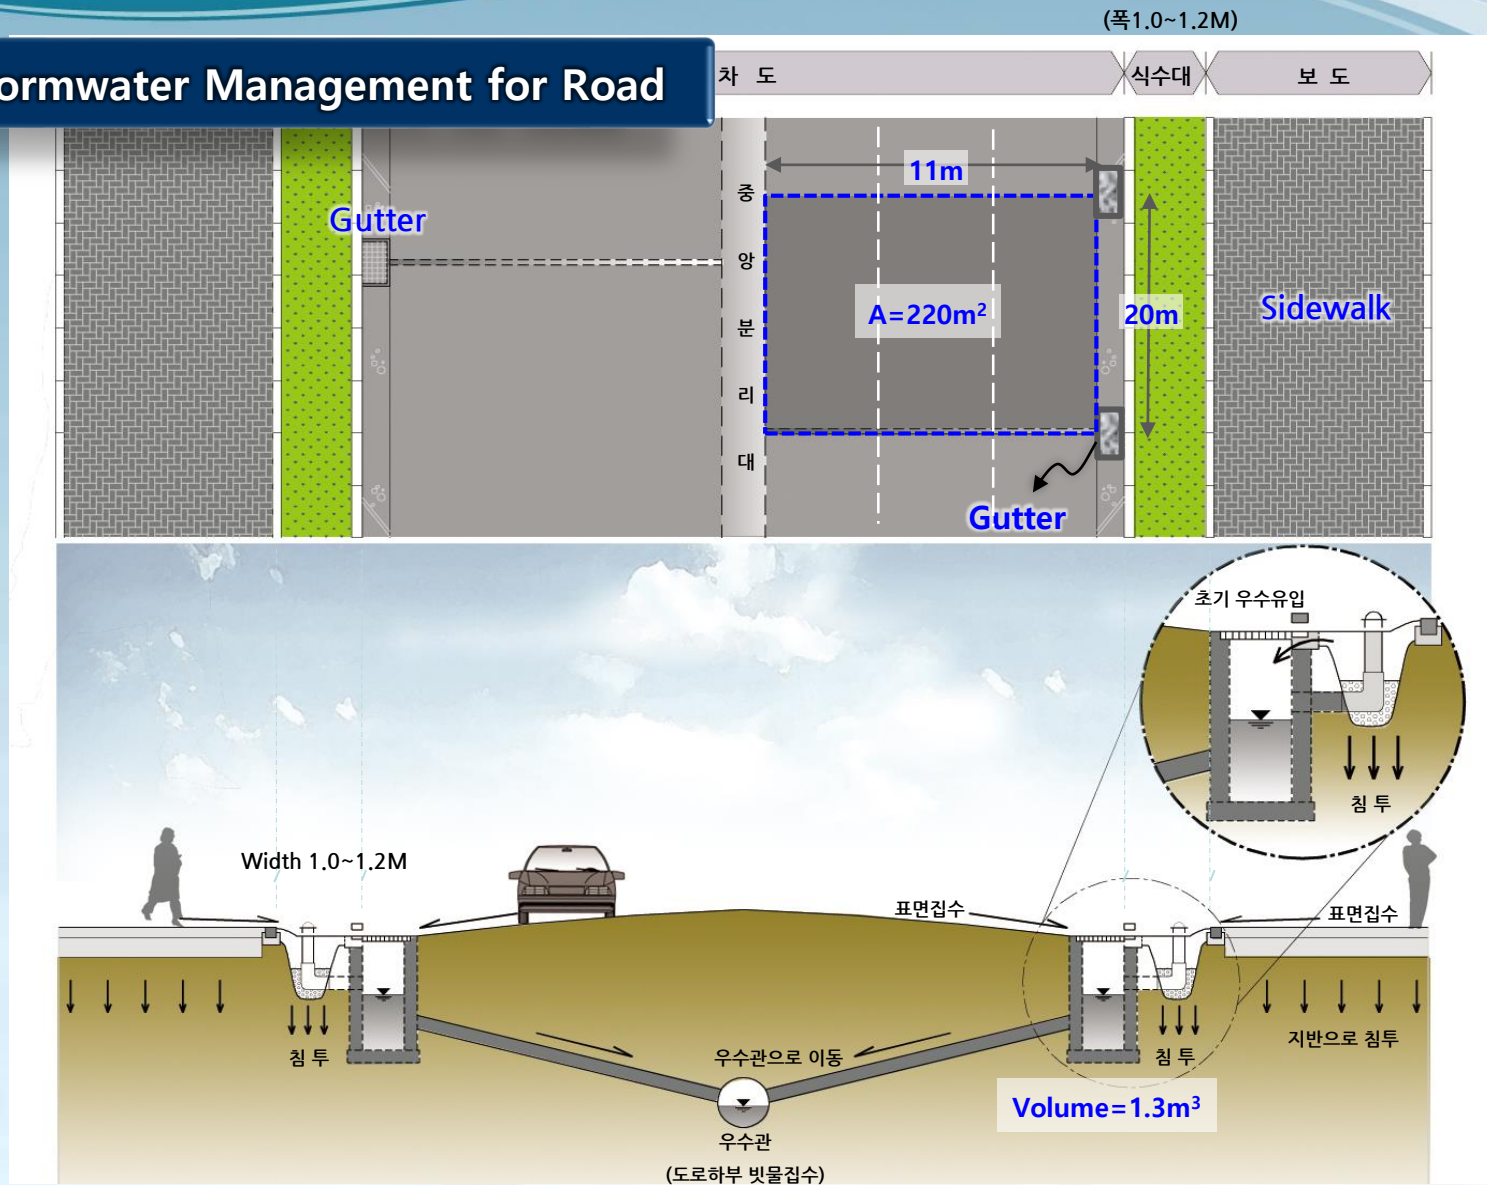 (폭1.0~1.2M)
ormwater Management for Road
차 도
식수대
보 도
11m
중
앙
분
리
대
Gutter
A=220m²
20m
Sidewalk
Gutter
초기 우수유입
침 투
Width 1.0~1.2M
표면집수
표면집수
침 투
우수관으로 이동
침 투
지반으로 침투
Volume=1.3m³
우수관
(도로하부 빗물집수)